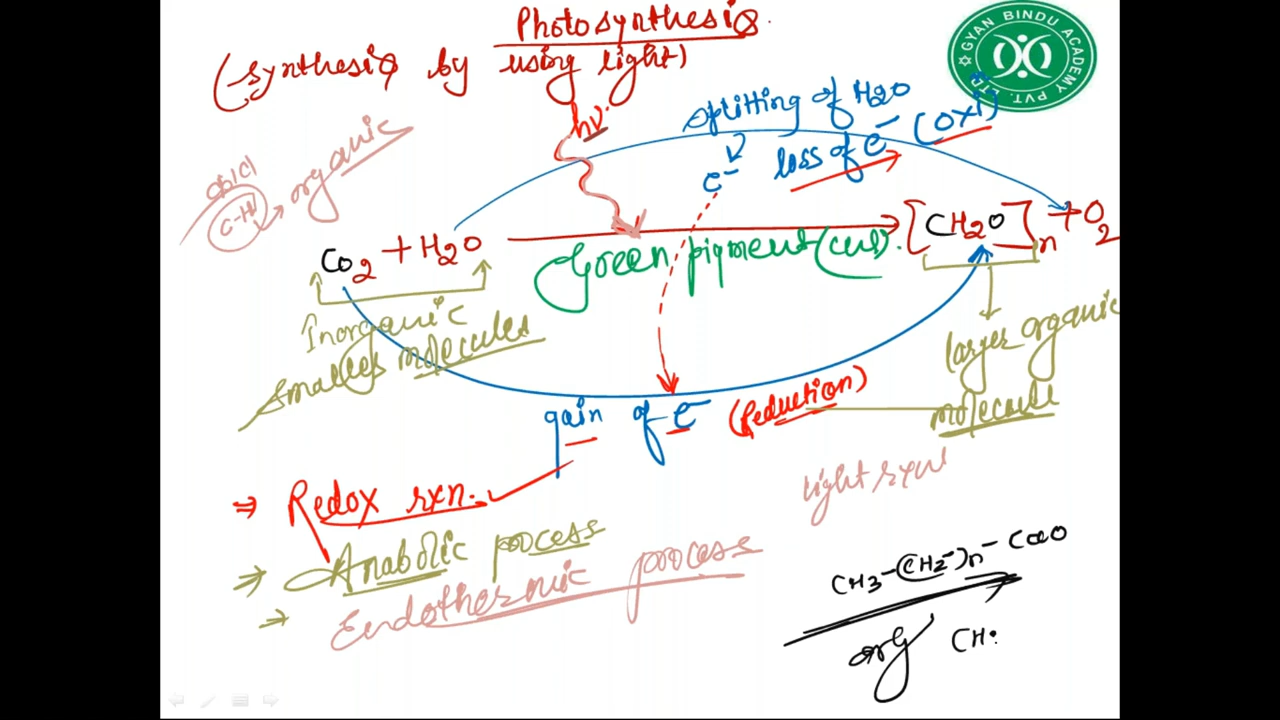 Photosynthesis
(Synthesis by using light)
GYAN BINDU ACADEMY PVT. LTD
hν
splitting of H2O
e-
loss of e- (oxi)
organic
C-H
CO2 + H2O
[CH2O]n + O2
Green pigment (
Inorganic
smaller molecules
larger organic
molecule
gain of e- (Reduction)
⇒ Redox rxn.
light rxn
⇒ Anabolic process
⇒ Endothermic process
CH3-(CH2-)n-COO
org
CH